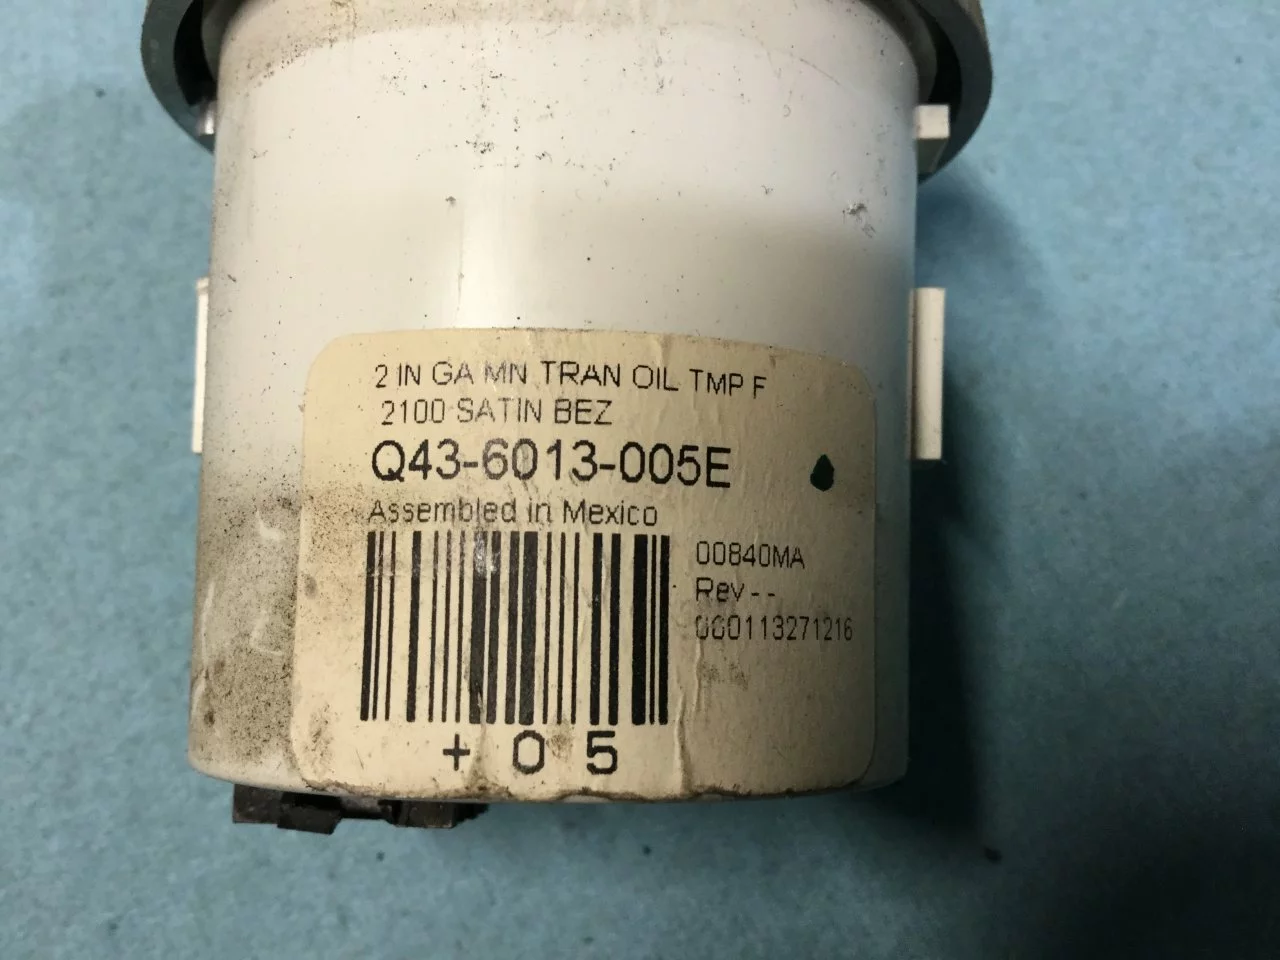 2 IN GA MN TRAN OIL TMP F
2100 SATIN BEZ
Q43-6013-005E
Assembled in Mexico
00840MA
Rev - -
000113271216
+ 0 5